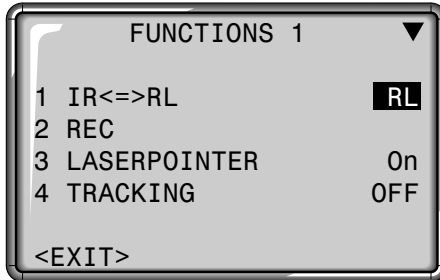 FUNCTIONS 1 ▼
1 IR<=>RL RL
2 REC
3 LASERPOINTER On
4 TRACKING OFF
<EXIT>